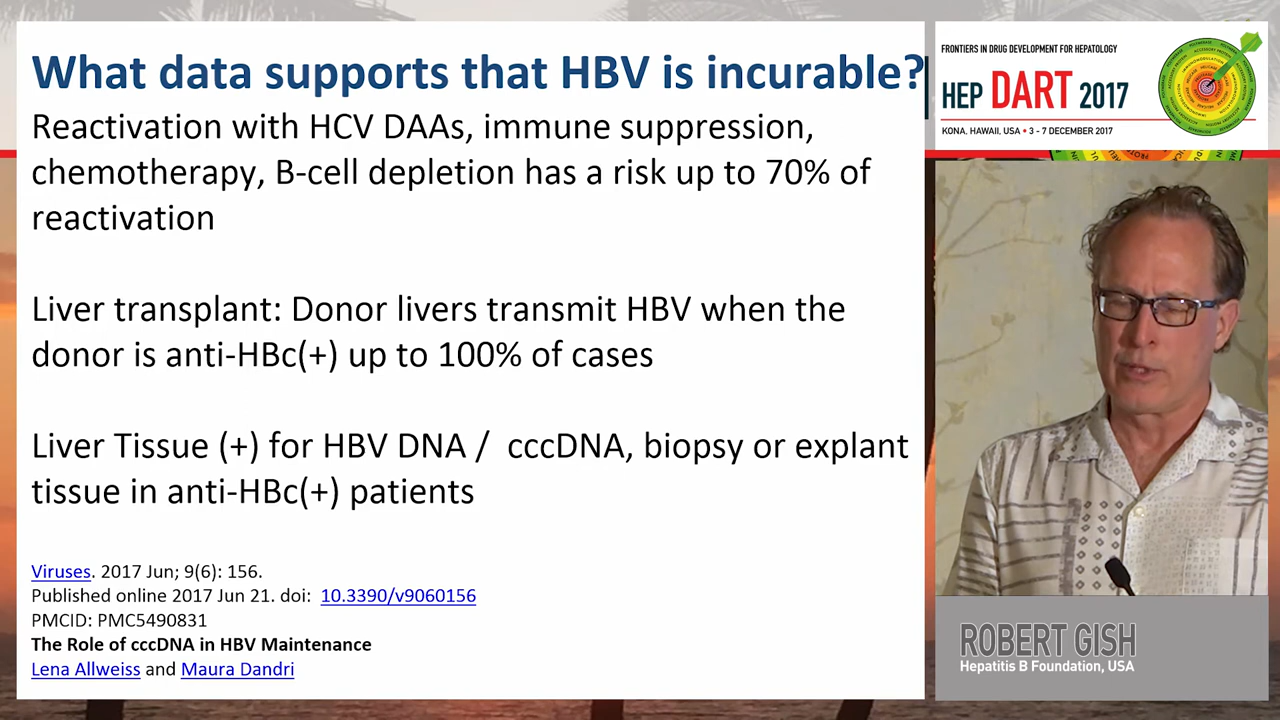 What data supports that HBV is incurable?
Reactivation with HCV DAAs, immune suppression,
chemotherapy, B-cell depletion has a risk up to 70% of
reactivation
Liver transplant: Donor livers transmit HBV when the
donor is anti-HBc(+) up to 100% of cases
Liver Tissue (+) for HBV DNA / cccDNA, biopsy or explant
tissue in anti-HBc(+) patients
Viruses. 2017 Jun; 9(6): 156.
Published online 2017 Jun 21. doi: 10.3390/v9060156
PMCID: PMC5490831
The Role of cccDNA in HBV Maintenance
Lena Allweiss and Maura Dandri
FRONTIERS IN DRUG DEVELOPMENT FOR HEPATOLOGY
HEP DART 2017
KONA, HAWAII, USA • 3 - 7 DECEMBER 2017
ROBERT GISH
Hepatitis B Foundation, USA